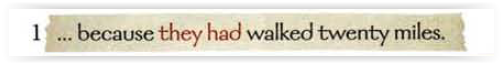 1 ... because they had walked twenty miles.